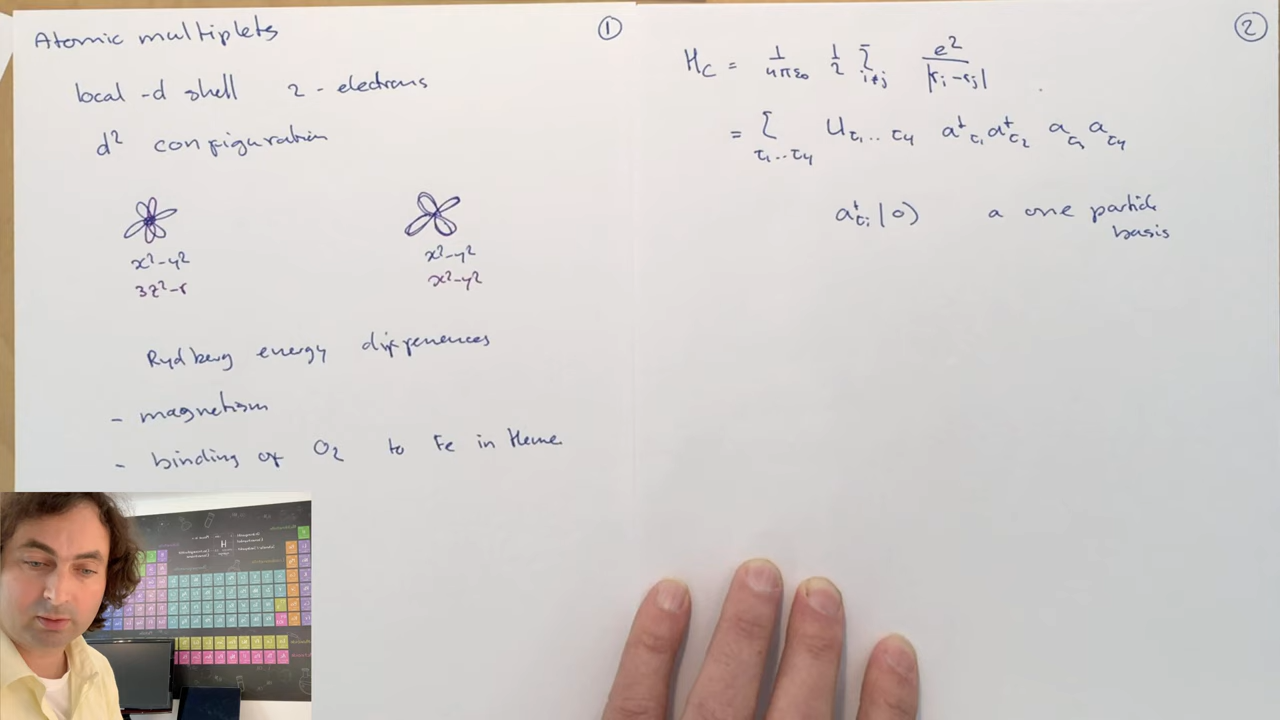 Atomic multiplets
①
local -d shell 2 - electrons
d² configuration
x²-y²
3z²-r
x²-y²
x²-y²
Rydberg energy differences
- magnetism
- binding of O₂ to Fe in Heme
②
H_C = 1/4πε₀ 1/2 Σ_{i≠j} e²/|r_i-r_j|
= Σ_{τ₁..τ₄} U_{τ₁...τ₄} a†_{τ₁} a†_{τ₂} a_{τ₃} a_{τ₄}
a†_{τ_i}|0⟩ a one particle
basis